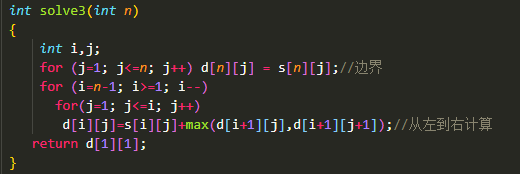 int solve3(int n)
{
    int i,j;
    for (j=1; j<=n; j++) d[n][j] = s[n][j];//边界
    for (i=n-1; i>=1; i--)
      for(j=1; j<=i; j++)
       d[i][j]=s[i][j]+max(d[i+1][j],d[i+1][j+1]);//从左到右计算
   return d[1][1];
}